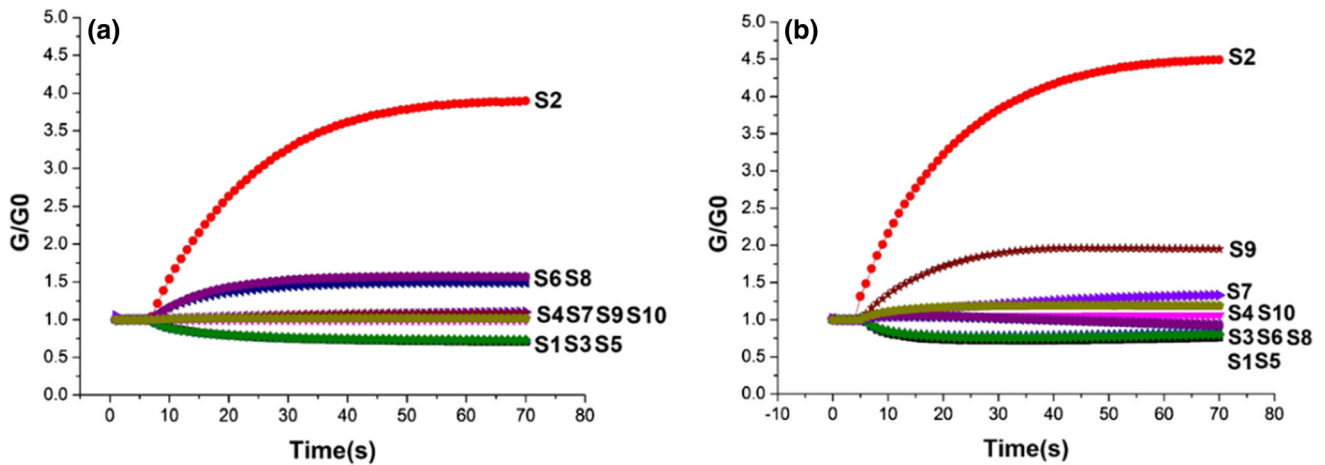 (a)
G/G0
5.0
4.5
4.0
3.5
3.0
2.5
2.0
1.5
1.0
0.5
0.0
S2
S6 S8
S4 S7 S9 S10
S1 S3 S5
0 10 20 30 40 50 60 70 80
Time(s)
(b)
G/G0
5.0
4.5
4.0
3.5
3.0
2.5
2.0
1.5
1.0
0.5
0.0
S2
S9
S7
S4 S10
S3 S6 S8
S1 S5
-10 0 10 20 30 40 50 60 70 80
Time(s)